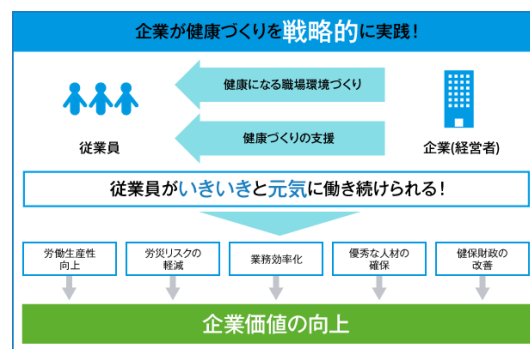 企業が健康づくりを戦略的に実践！
健康になる職場環境づくり
健康づくりの支援
従業員
企業(経営者)
従業員がいきいきと元気に働き続けられる！
労働生産性
向上
労災リスクの
軽減
業務効率化
優秀な人材の
確保
健保財政の
改善
企業価値の向上